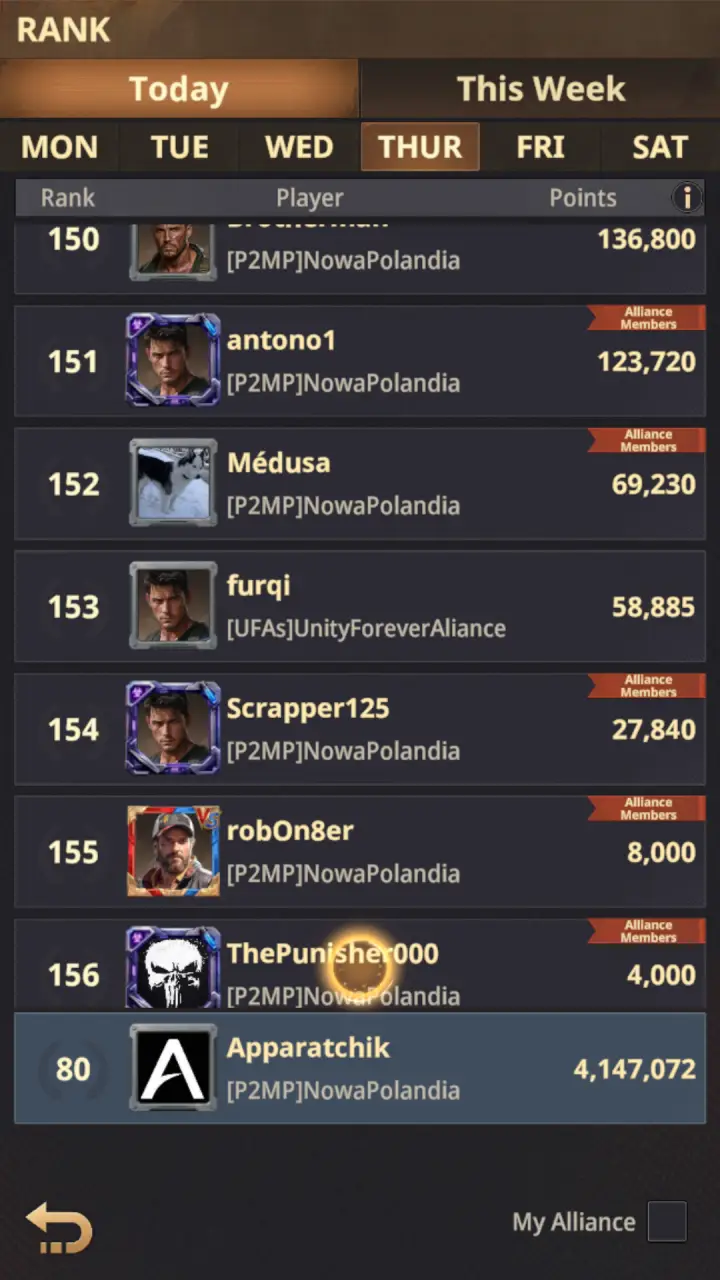 RANK
Today
This Week
MON
TUE
WED
THUR
FRI
SAT
Rank
Player
Points
i
150
[P2MP]NowaPolandia
136,800
Alliance
Members
151
antono1
[P2MP]NowaPolandia
123,720
Alliance
Members
152
Médusa
[P2MP]NowaPolandia
69,230
153
furqi
[UFAs]UnityForeverAliance
58,885
Alliance
Members
154
Scrapper125
[P2MP]NowaPolandia
27,840
Alliance
Members
155
robOn8er
[P2MP]NowaPolandia
8,000
Alliance
Members
156
ThePunisher000
[P2MP]NowaPolandia
4,000
80
Apparatchik
[P2MP]NowaPolandia
4,147,072
My Alliance